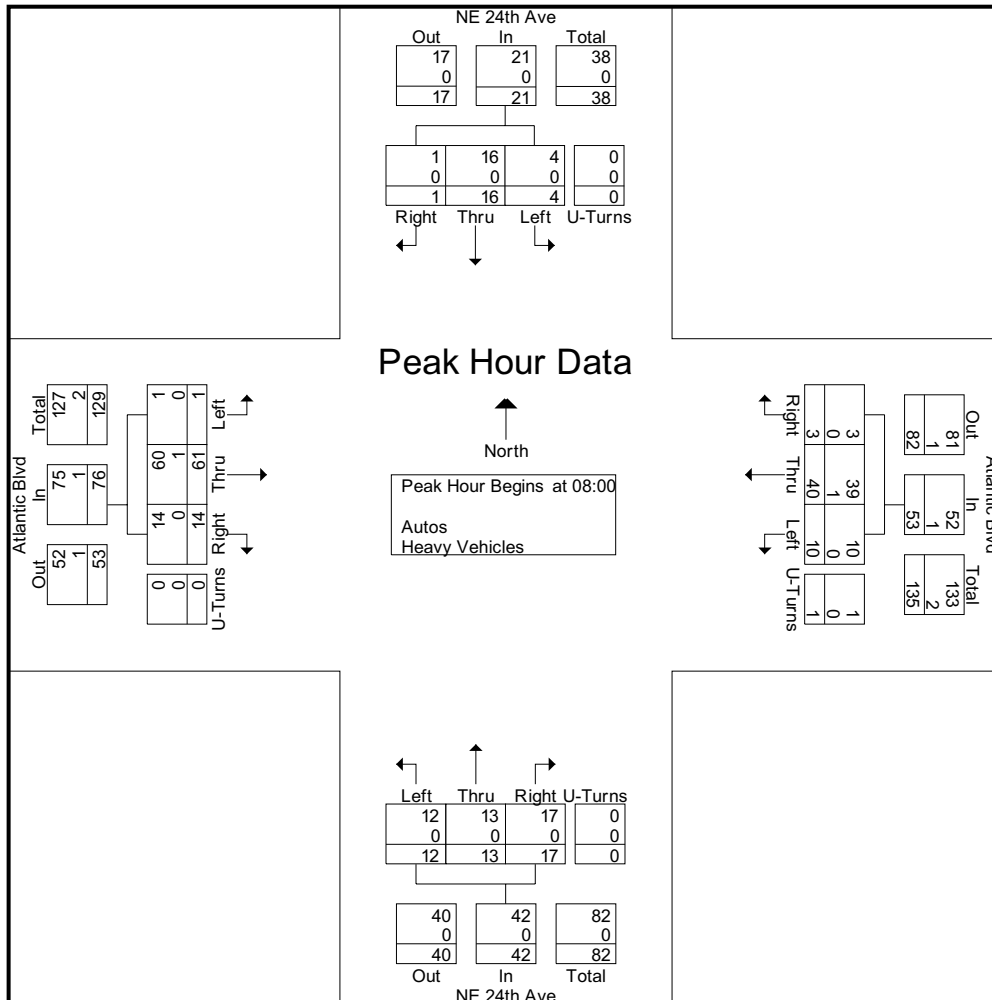 NE 24th Ave
Out In Total
17 21 38
0 0 0
17 21 38
1 16 4 0
0 0 0 0
1 16 4 0
Right Thru Left U-Turns
Peak Hour Data
North
Peak Hour Begins at 08:00
Autos
Heavy Vehicles
Atlantic Blvd
Out In Total
52 75 127
1 1 2
53 76 129
U-Turns Right Thru Left
0 14 60 1
0 0 1 0
0 14 61 1
Atlantic Blvd
Out In Total
81 52 133
1 1 2
82 53 135
Right Thru Left U-Turns
3 39 10 1
0 1 0 0
3 40 10 1
Left Thru Right U-Turns
12 13 17 0
0 0 0 0
12 13 17 0
40 42 82
0 0 0
40 42 82
Out In Total
NE 24th Ave